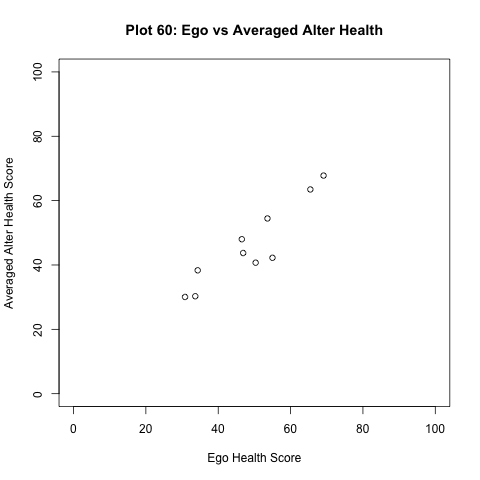 Plot 60: Ego vs Averaged Alter Health
Averaged Alter Health Score
100
80
60
40
20
0
0 20 40 60 80 100
Ego Health Score